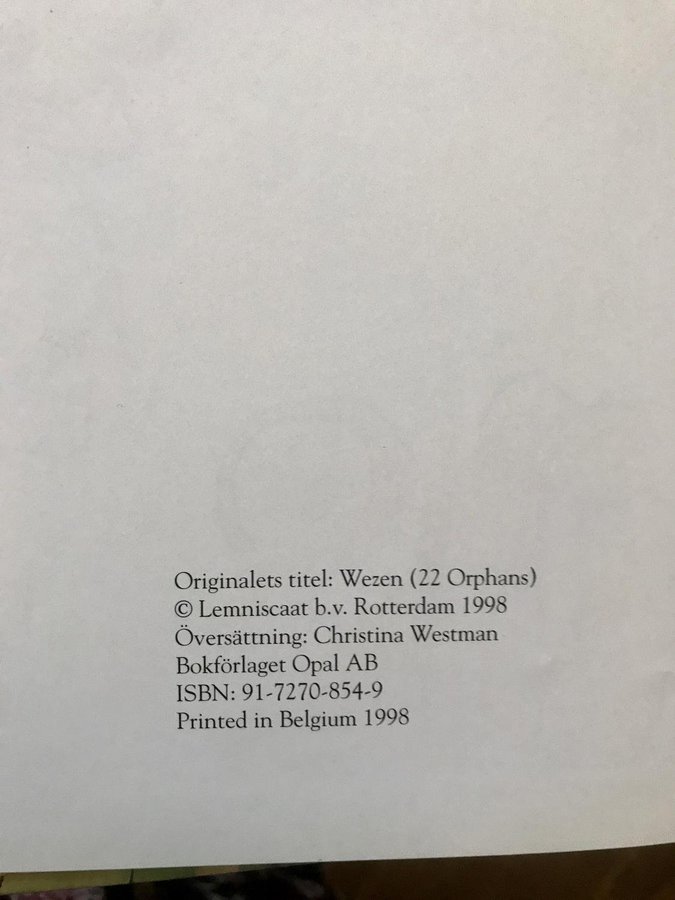 Originalets titel: Wezen (22 Orphans)
© Lemniscaat b.v. Rotterdam 1998
Översättning: Christina Westman
Bokförlaget Opal AB
ISBN: 91-7270-854-9
Printed in Belgium 1998